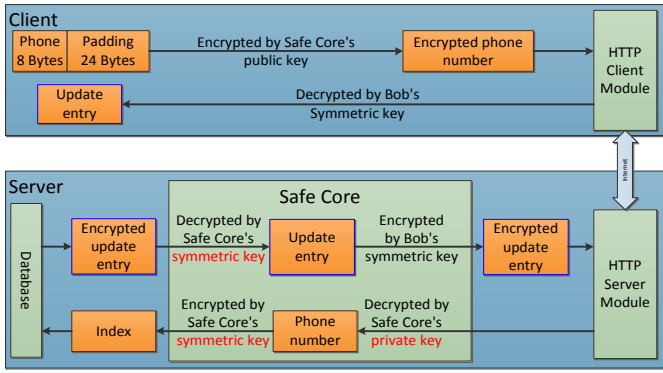 Client
Phone
8 Bytes
Padding
24 Bytes
Encrypted by Safe Core's
public key
Encrypted phone
number
HTTP
Client
Module
Update
entry
Decrypted by Bob's
Symmetric key
Internet
Server
Safe Core
Database
Encrypted
update
entry
Decrypted by
Safe Core's
symmetric key
Update
entry
Encrypted
by Bob's
symmetric key
Encrypted
update
entry
HTTP
Server
Module
Index
Encrypted by
Safe Core's
symmetric key
Phone
number
Decrypted by
Safe Core's
private key